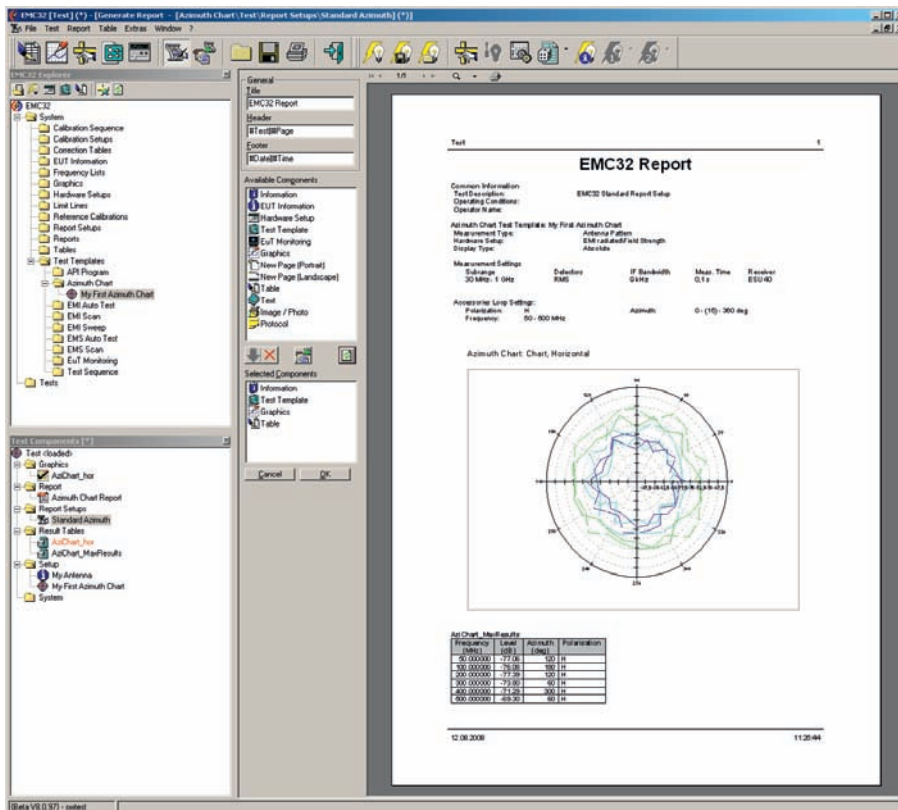 EMC32 [Test] (*) - [Generate Report - [Azimuth Chart\Test\Report Setups\Standard Azimuth] (*)]
File Test Report Table Extras Window ?
EMC32 Explorer
EMC32
System
Calibration Sequence
Calibration Setups
Correction Tables
EUT Information
Frequency Lists
Graphics
Hardware Setups
Limit Lines
Reference Calibrations
Report Setups
Reports
Tables
Test Templates
API Program
Azimuth Chart
My First Azimuth Chart
EMI Auto Test
EMI Scan
EMI Sweep
EMS Auto Test
EMS Scan
EuT Monitoring
Test Sequence
Tests
Test Components (*)
Test <loaded>
Graphics
AziChart_hor
Report
Azimuth Chart Report
Report Setups
Standard Azimuth
Result Tables
AziChart_hor
AziChart_MaxResults
Setup
My Antenna
My First Azimuth Chart
System
General
Title
EMC32 Report
Header
#Test|#Page
Footer
#Date|#Time
Available Components
Information
EUT Information
Hardware Setup
Test Template
EuT Monitoring
Graphics
New Page (Portrait)
New Page (Landscape)
Table
Text
Image / Photo
Protocol
Selected Components
Information
Test Template
Graphics
Table
Cancel OK
1/1
Test 1
EMC32 Report
Common Information
Test Description: EMC32 Standard Report Setup
Operating Conditions:
Operator Name:
Azimuth Chart Test Template: My First Azimuth Chart
Measurement Type: Antenna Pattern
Hardware Setup: EMI radiated\Field Strength
Display Type: Absolute
Measurement Settings
Subrange Detectors IF Bandwidth Meas. Time Receiver
30 MHz - 1 GHz RMS 9 kHz 0,1 s ESU 40
Accessories Loop Settings:
Polarization: H Azimuth: 0 - (15) - 360 deg
Frequency: 50 - 600 MHz
Azimuth Chart: Chart, Horizontal
AziChart_MaxResults
Frequency Level Azimuth Polarization
[MHz] [dB] [deg]
50.000000 -77.06 120 H
100.000000 -76.08 180 H
200.000000 -77.39 120 H
300.000000 -73.80 60 H
400.000000 -71.29 300 H
600.000000 -69.30 60 H
12.08.2008 11:25:44